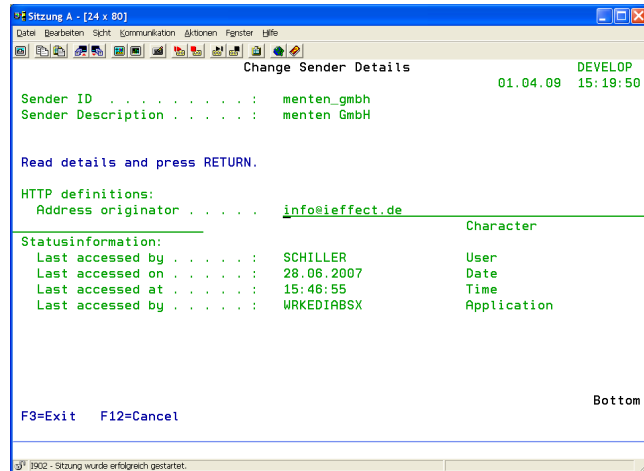 Sitzung A - [24 x 80]
Datei Bearbeiten Sicht Kommunikation Aktionen Fenster Hilfe
Change Sender Details DEVELOP
01.04.09 15:19:50
Sender ID . . . . . . . . . : menten_gmbh
Sender Description . . . . . : menten GmbH
Read details and press RETURN.
HTTP definitions:
Address originator . . . . . info@ieffect.de
Character
Statusinformation:
Last accessed by . . . . . : SCHILLER User
Last accessed on . . . . . : 28.06.2007 Date
Last accessed at . . . . . : 15:46:55 Time
Last accessed by . . . . . : WRKEDIABSX Application
Bottom
F3=Exit F12=Cancel
I902 - Sitzung wurde erfolgreich gestartet.